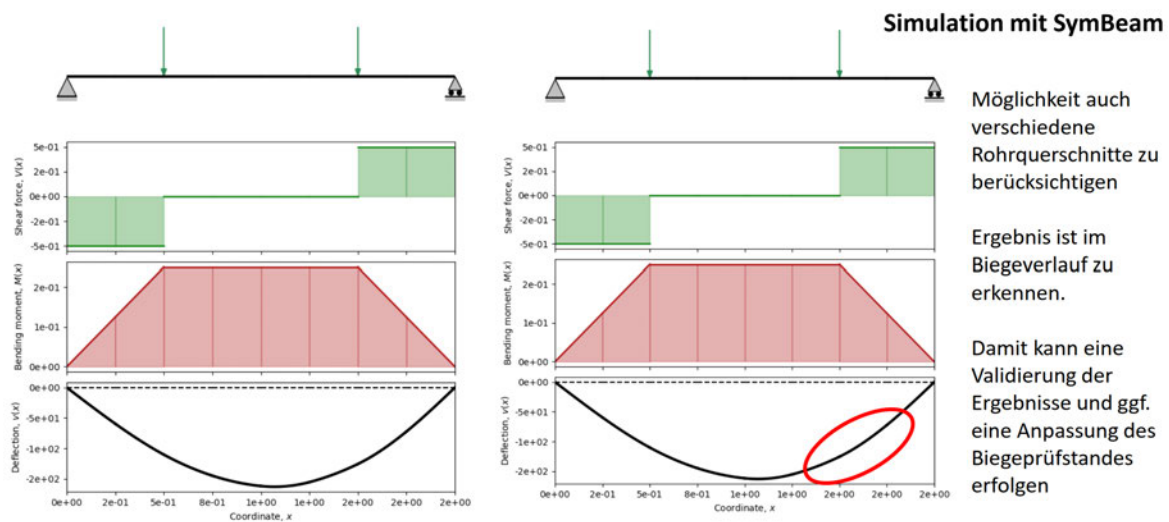 Simulation mit SymBeam
Möglichkeit auch
verschiedene
Rohrquerschnitte zu
berücksichtigen
Ergebnis ist im
Biegeverlauf zu
erkennen.
Damit kann eine
Validierung der
Ergebnisse und ggf.
eine Anpassung des
Biegeprüfstandes
erfolgen
Shear force, V(x)
5e-01
2e-01
0e+00
-2e-01
-5e-01
Bending moment, M(x)
2e-01
1e-01
0e+00
Deflection, v(x)
0e+00
-5e+01
-1e+02
-2e+02
0e+00 2e-01 5e-01 8e-01 1e+00 1e+00 2e+00 2e+00 2e+00
Coordinate, x
Shear force, V(x)
5e-01
2e-01
0e+00
-2e-01
-5e-01
Bending moment, M(x)
2e-01
1e-01
0e+00
Deflection, v(x)
0e+00
-5e+01
-1e+02
-2e+02
0e+00 2e-01 5e-01 8e-01 1e+00 1e+00 2e+00 2e+00 2e+00
Coordinate, x